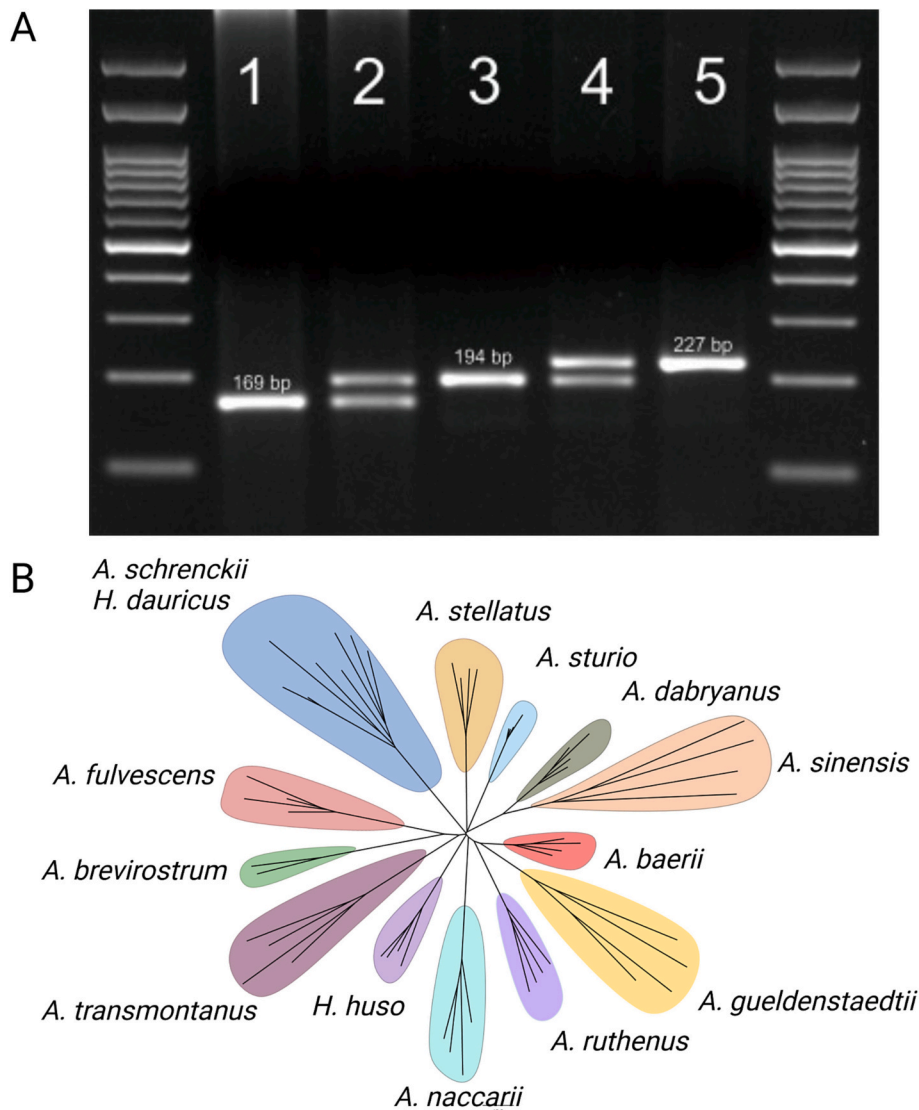 A
1 2 3 4 5
169 bp
194 bp
227 bp
B
A. schrenckii
H. dauricus
A. stellatus
A. sturio
A. dabryanus
A. sinensis
A. fulvescens
A. baerii
A. brevirostrum
A. transmontanus
H. huso
A. gueldenstaedtii
A. ruthenus
A. naccarii